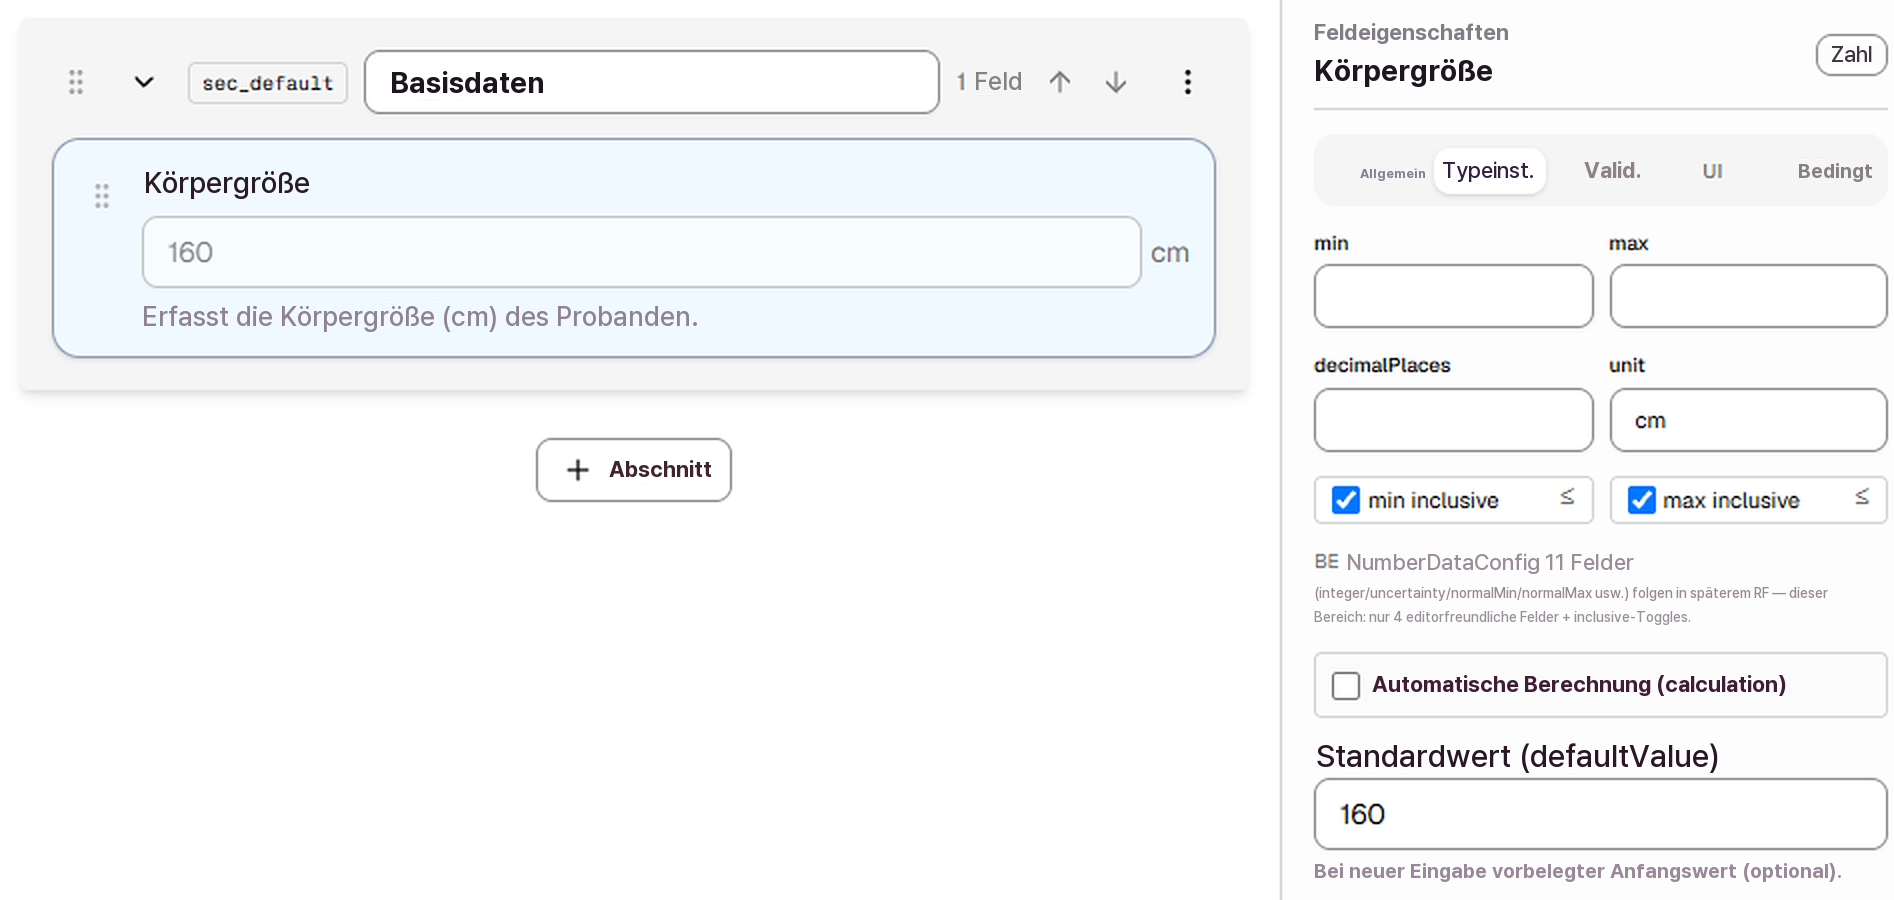 sec_default
Basisdaten
1 Feld
Körpergröße
160
cm
Erfasst die Körpergröße (cm) des Probanden.
Abschnitt
Feldeigenschaften
Körpergröße
Zahl
Allgemein Typeinst. Valid. UI Bedingt
min max
decimalPlaces unit
cm
min inclusive ≤ max inclusive ≤
BE NumberDataConfig 11 Felder
(integer/uncertainty/normalMin/normalMax usw.) folgen in späterem RF — dieser
Bereich: nur 4 editorfreundliche Felder + inclusive-Toggles.
Automatische Berechnung (calculation)
Standardwert (defaultValue)
160
Bei neuer Eingabe vorbelegter Anfangswert (optional).